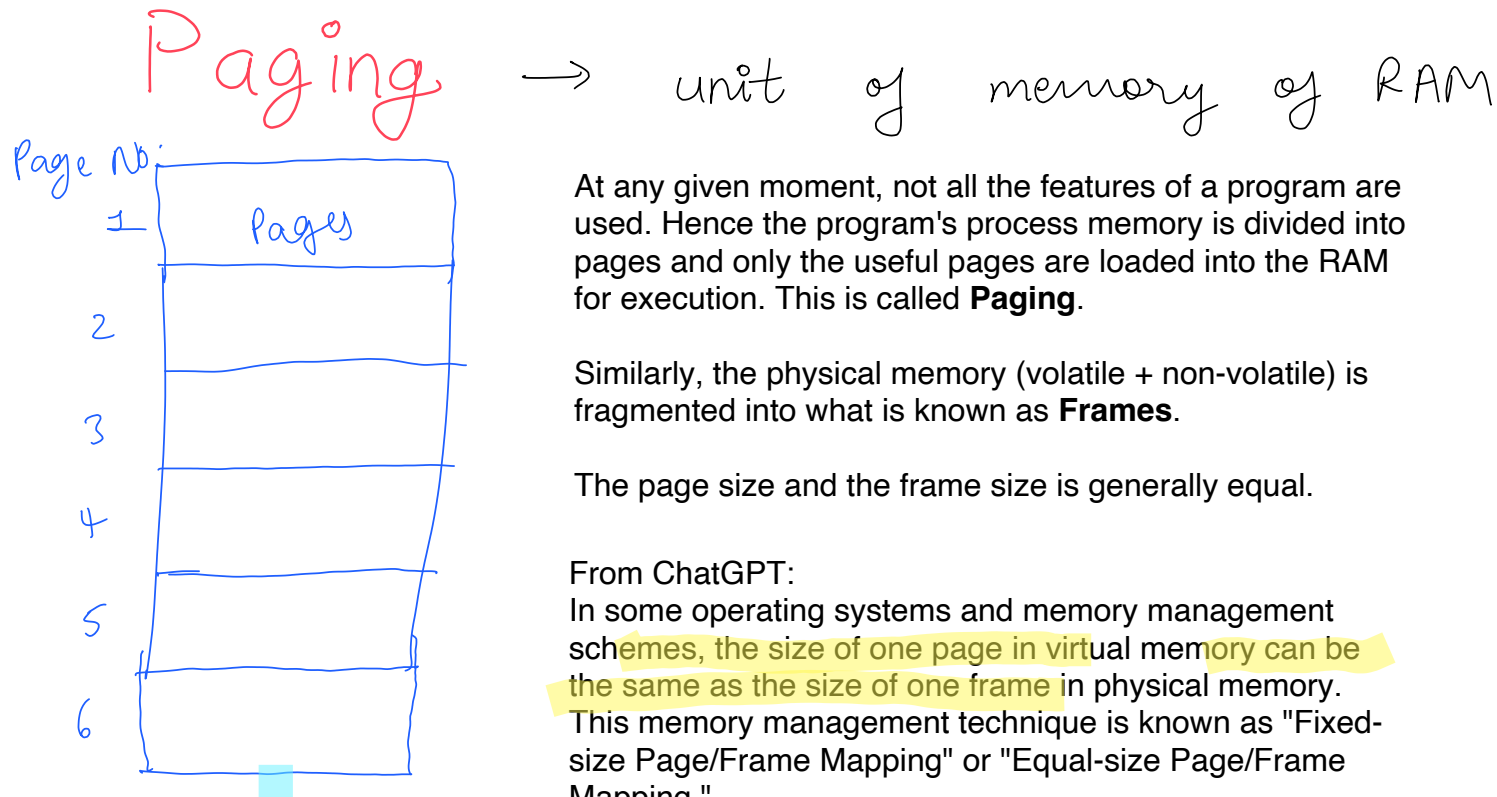 Paging → unit of memory of RAM
Page No.
1 Pages
2
3
4
5
6
At any given moment, not all the features of a program are
used. Hence the program's process memory is divided into
pages and only the useful pages are loaded into the RAM
for execution. This is called Paging.
Similarly, the physical memory (volatile + non-volatile) is
fragmented into what is known as Frames.
The page size and the frame size is generally equal.
From ChatGPT:
In some operating systems and memory management
schemes, the size of one page in virtual memory can be
the same as the size of one frame in physical memory.
This memory management technique is known as "Fixed-
size Page/Frame Mapping" or "Equal-size Page/Frame
Mapping."